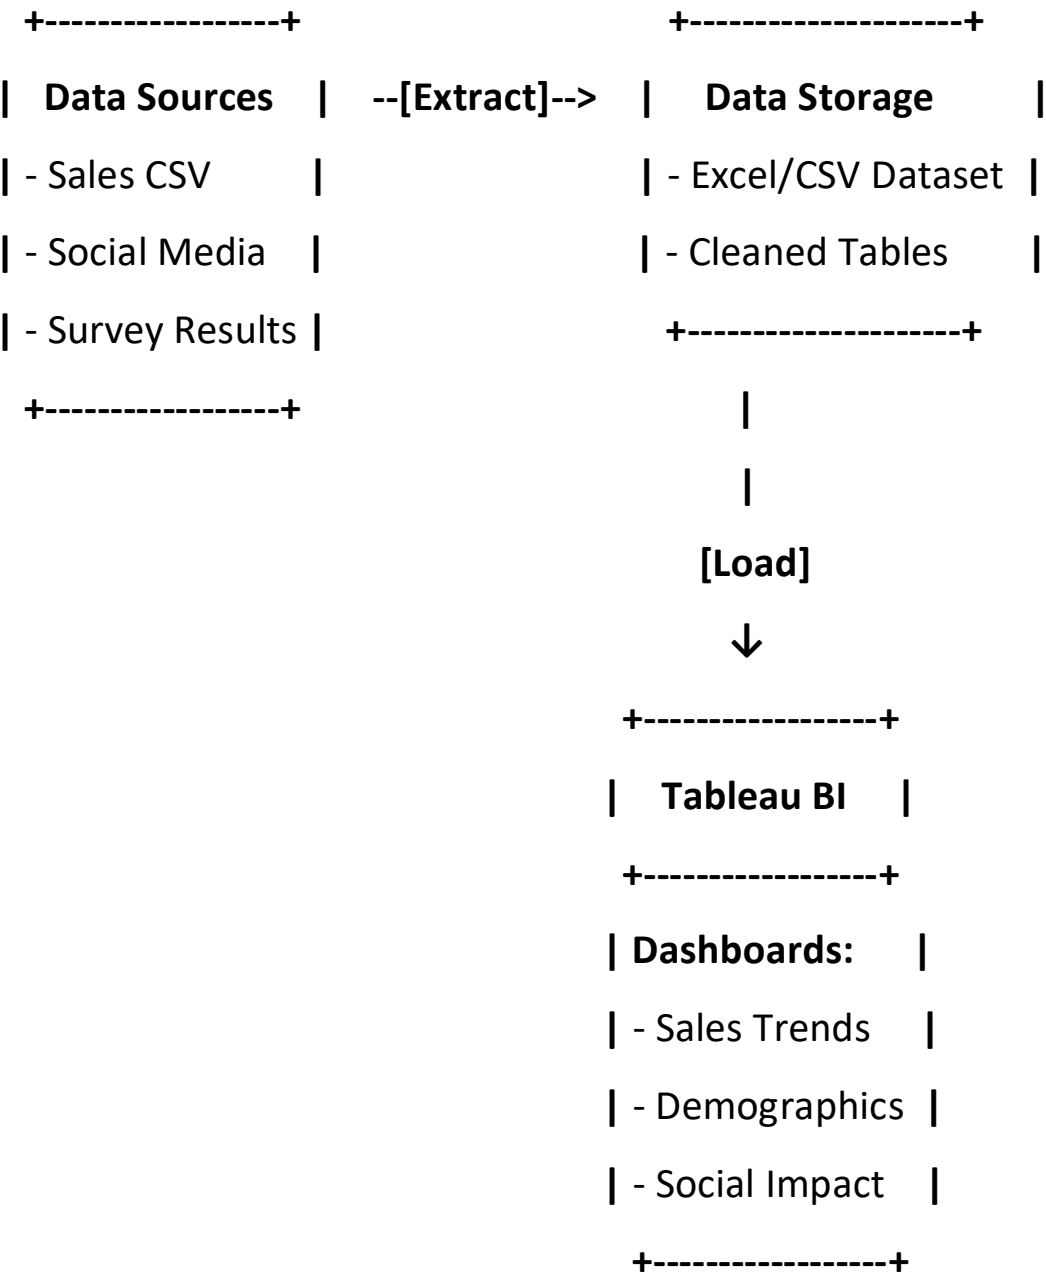 +------------------+ +---------------------+
| Data Sources | --[Extract]--> | Data Storage |
| - Sales CSV | | - Excel/CSV Dataset |
| - Social Media | | - Cleaned Tables |
| - Survey Results | +---------------------+
+------------------+ |
|
[Load]
↓
+------------------+
| Tableau BI |
+------------------+
| Dashboards: |
| - Sales Trends |
| - Demographics |
| - Social Impact |
+------------------+